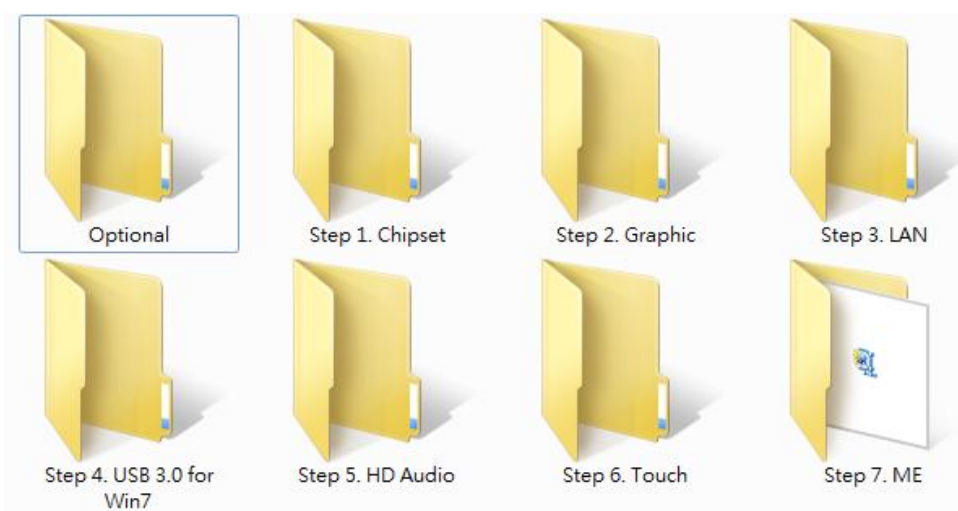 Optional
Step 1. Chipset
Step 2. Graphic
Step 3. LAN
Step 4. USB 3.0 for
Win7
Step 5. HD Audio
Step 6. Touch
Step 7. ME